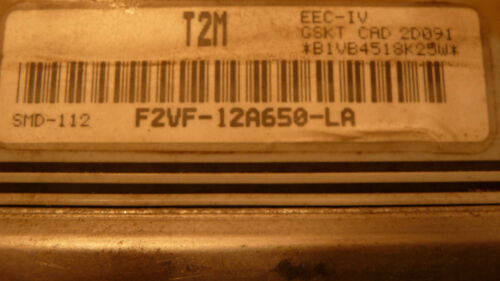 T2M
EEC-IV
GSKT CAD 2D091
*B1VB4518K25W*
SMD-112
F2VF-12A650-LA